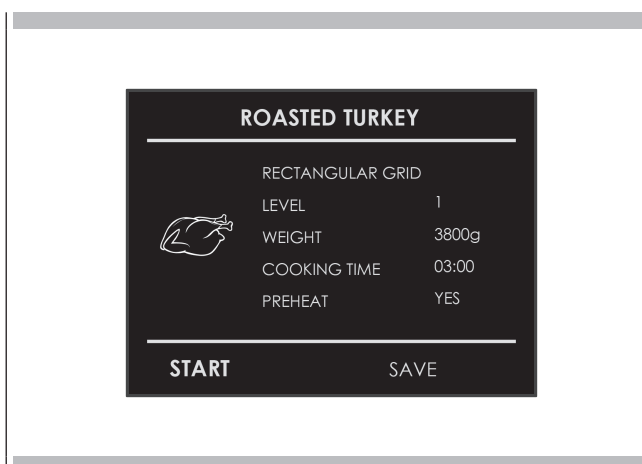 ROASTED TURKEY
RECTANGULAR GRID
LEVEL 1
WEIGHT 3800g
COOKING TIME 03:00
PREHEAT YES
START SAVE